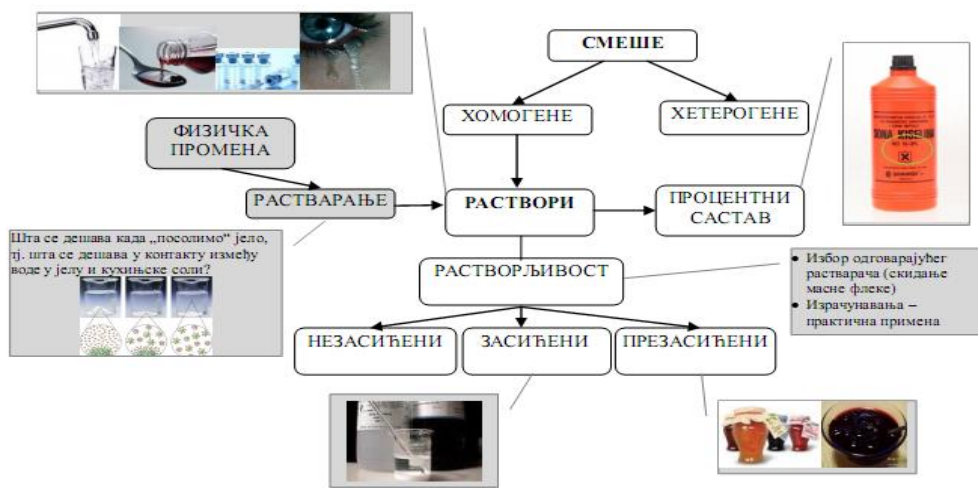 СМЕШЕ
ХОМОГЕНЕ
ХЕТЕРОГЕНЕ
ФИЗИЧКА
ПРОМЕНА
РАСТВАРАЊЕ
РАСТВОРИ
ПРОЦЕНТНИ
САСТАВ
SONA KISELINA
Шта се дешава када „посолимо“ јело,
тј. шта се дешава у контакту између
воде у јелу и кухињске соли?
РАСТВОРЉИВОСТ
• Избор одговарајућег
растварача (скидање
масне флеке)
• Израчунавања –
практична примена
НЕЗАСИЋЕНИ
ЗАСИЋЕНИ
ПРЕЗАСИЋЕНИ